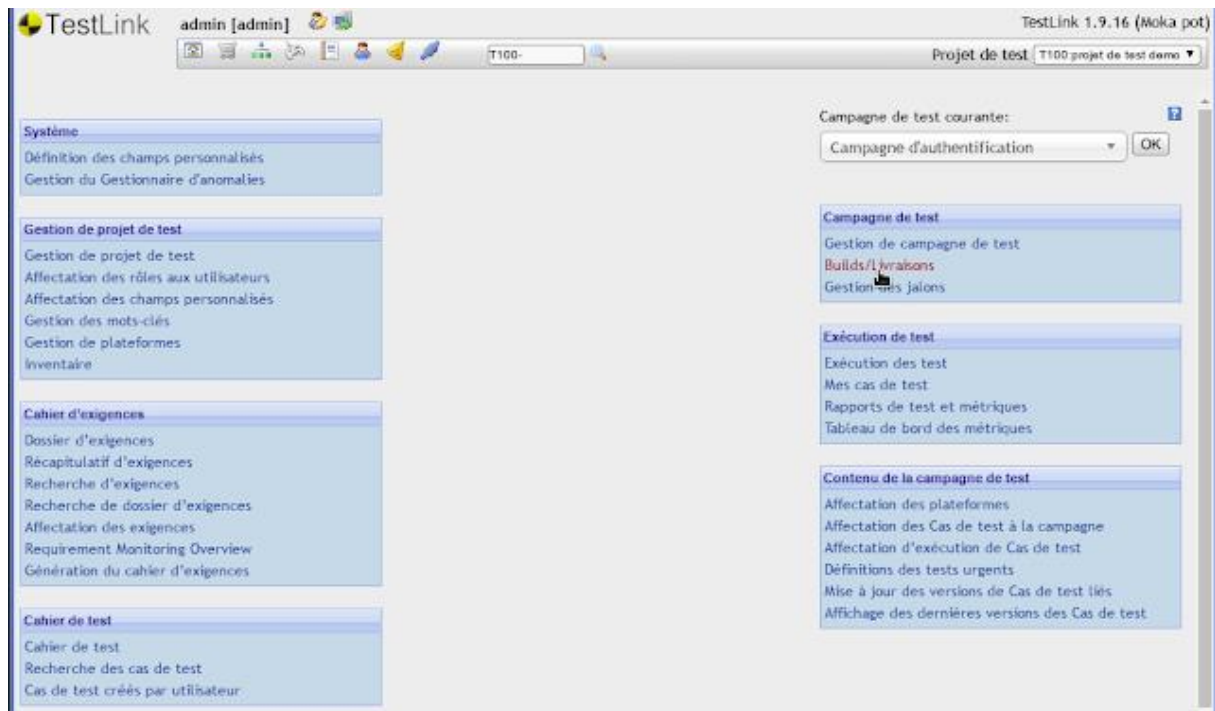 TestLink admin [admin]
TestLink 1.9.16 (Moka pot)
T100-
Projet de test T100 projet de test demo
Système
Définition des champs personnalisés
Gestion du Gestionnaire d'anomalies
Gestion de projet de test
Gestion de projet de test
Affectation des rôles aux utilisateurs
Affectation des champs personnalisés
Gestion des mots-clés
Gestion de plateformes
Inventaire
Cahier d'exigences
Dossier d'exigences
Récapitulatif d'exigences
Recherche d'exigences
Recherche de dossier d'exigences
Affectation des exigences
Requirement Monitoring Overview
Génération du cahier d'exigences
Cahier de test
Cahier de test
Recherche des cas de test
Cas de test créés par utilisateur
Campagne de test courante:
Campagne d'authentification OK
Campagne de test
Gestion de campagne de test
Builds/Livraisons
Gestion des jalons
Exécution de test
Exécution des test
Mes cas de test
Rapports de test et métriques
Tableau de bord des métriques
Contenu de la campagne de test
Affectation des plateformes
Affectation des Cas de test à la campagne
Affectation d'exécution de Cas de test
Définitions des tests urgents
Mise à jour des versions de Cas de test liés
Affichage des dernières versions des Cas de test